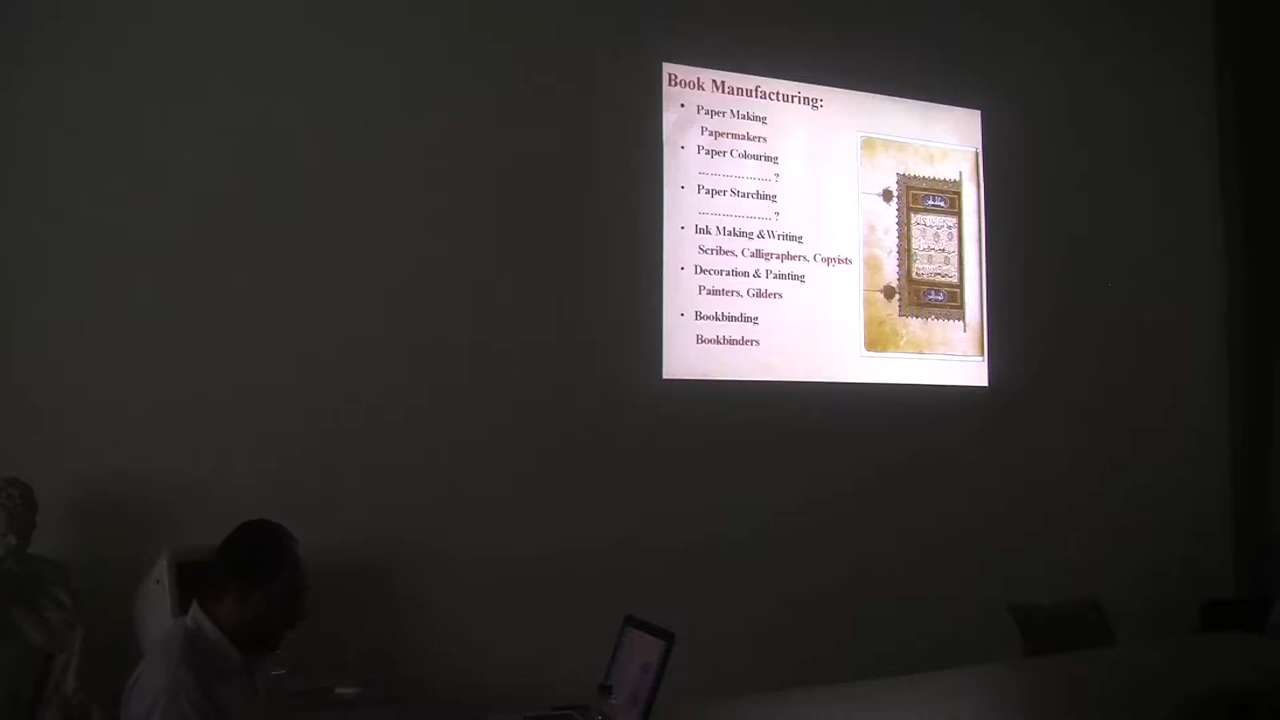 Book Manufacturing:
• Paper Making
Papermakers
• Paper Colouring
………………. ?
• Paper Starching
………………. ?
• Ink Making &Writing
Scribes, Calligraphers, Copyists
• Decoration & Painting
Painters, Gilders
• Bookbinding
Bookbinders